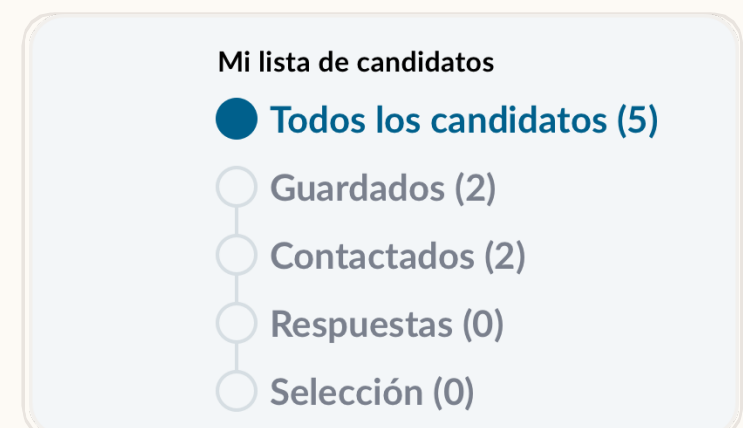 Mi lista de candidatos
Todos los candidatos (5)
Guardados (2)
Contactados (2)
Respuestas (0)
Selección (0)